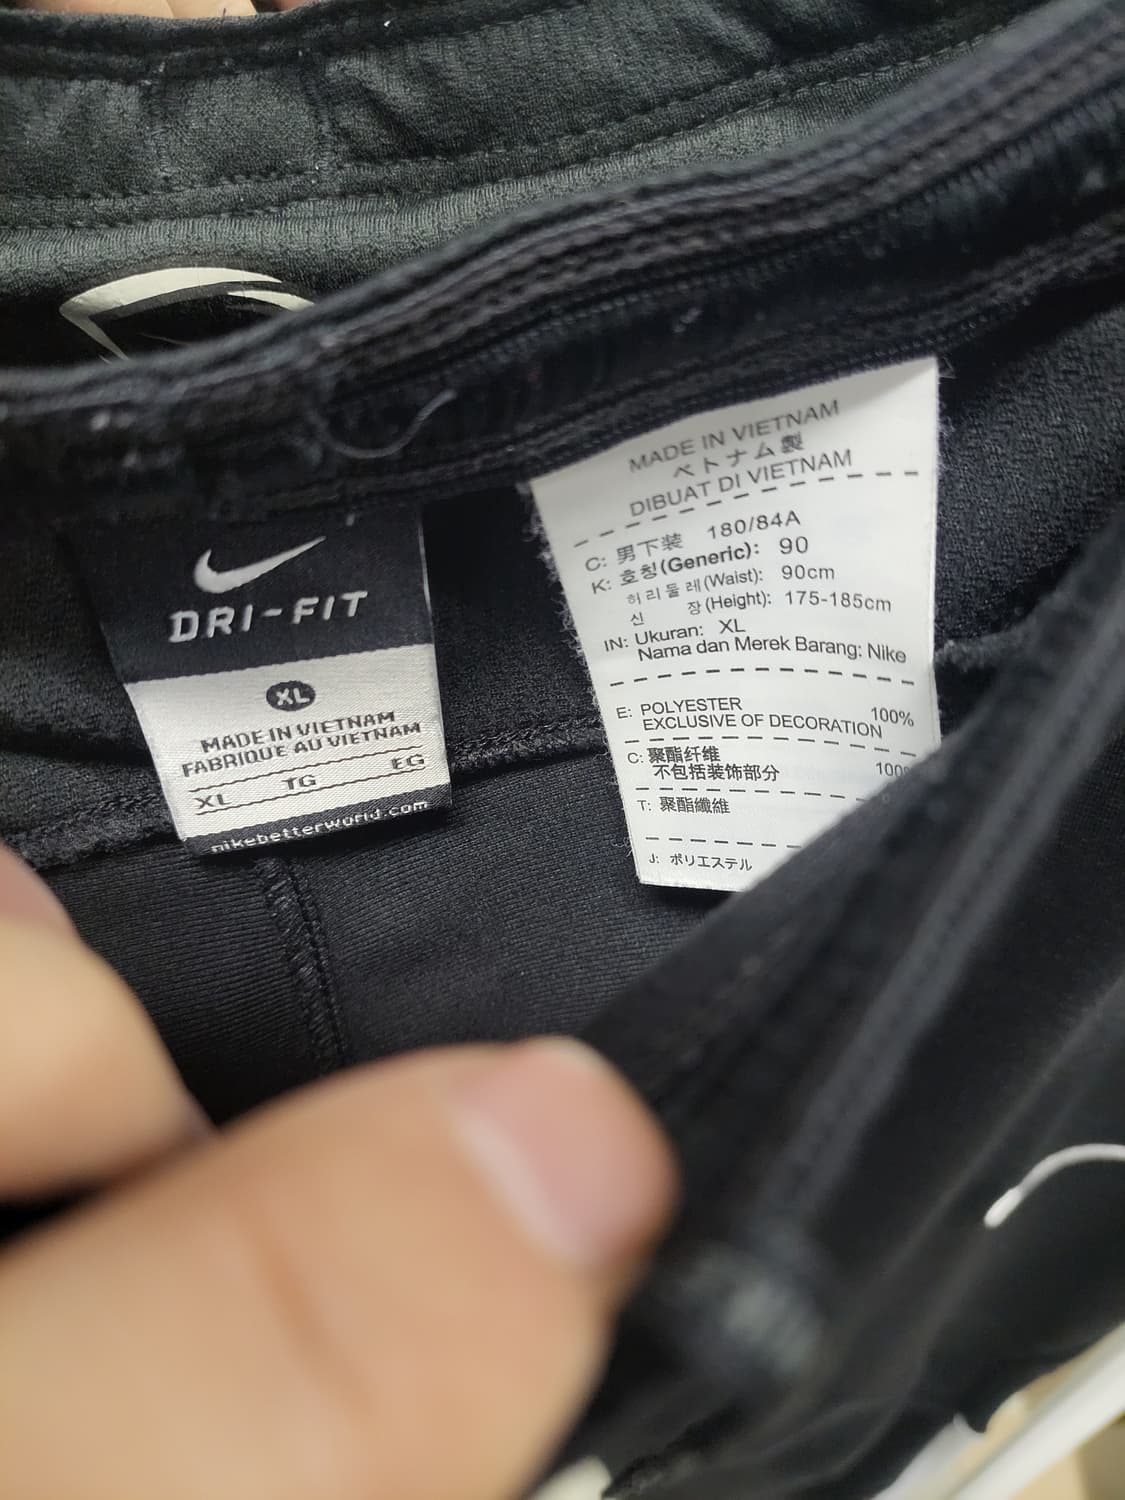 DRI-FIT
XL
MADE IN VIETNAM
FABRIQUE AU VIETNAM
XL TG EG
nikebetterworld.com
MADE IN VIETNAM
ベトナム製
DIBUAT DI VIETNAM
C: 男下装 180/84A
K: 호칭(Generic): 90
허리둘레(Waist): 90cm
신 장(Height): 175-185cm
IN: Ukuran: XL
Nama dan Merek Barang: Nike
E: POLYESTER 100%
EXCLUSIVE OF DECORATION
C: 聚酯纤维
不包括装饰部分 100%
T: 聚酯纖維
J: ポリエステル